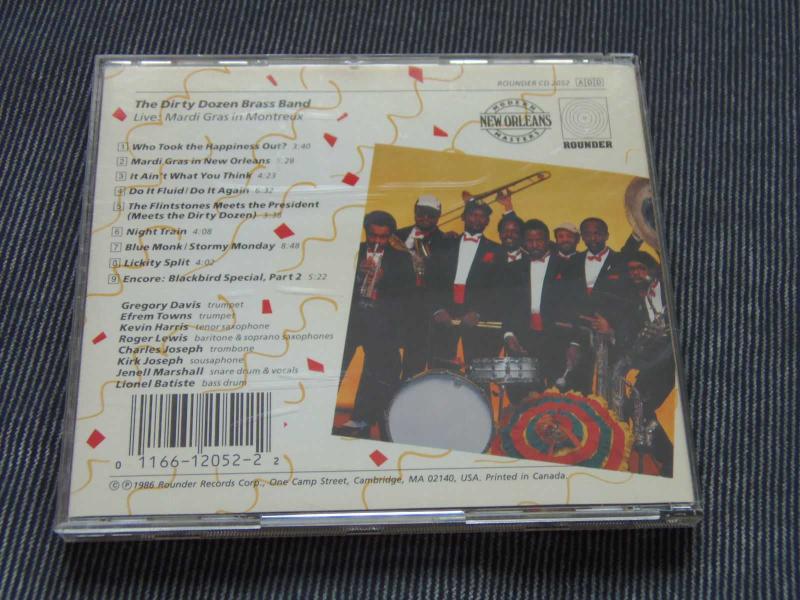 ROUNDER CD 2052 A D D
The Dirty Dozen Brass Band
Live: Mardi Gras in Montreux
MODERN
NEW ORLEANS
MASTERS
ROUNDER
1 Who Took the Happiness Out? 3:40
2 Mardi Gras in New Orleans 5:28
3 It Ain't What You Think 4:23
4 Do It Fluid/Do It Again 6:32
5 The Flintstones Meets the President
(Meets the Dirty Dozen) 3:38
6 Night Train 4:08
7 Blue Monk/Stormy Monday 8:48
8 Lickity Split 4:02
9 Encore: Blackbird Special, Part 2 5:22
Gregory Davis trumpet
Efrem Towns trumpet
Kevin Harris tenor saxophone
Roger Lewis baritone & soprano saxophones
Charles Joseph trombone
Kirk Joseph sousaphone
Jenell Marshall snare drum & vocals
Lionel Batiste bass drum
0 1166-12052-2 2
© ℗ 1986 Rounder Records Corp., One Camp Street, Cambridge, MA 02140, USA. Printed in Canada.